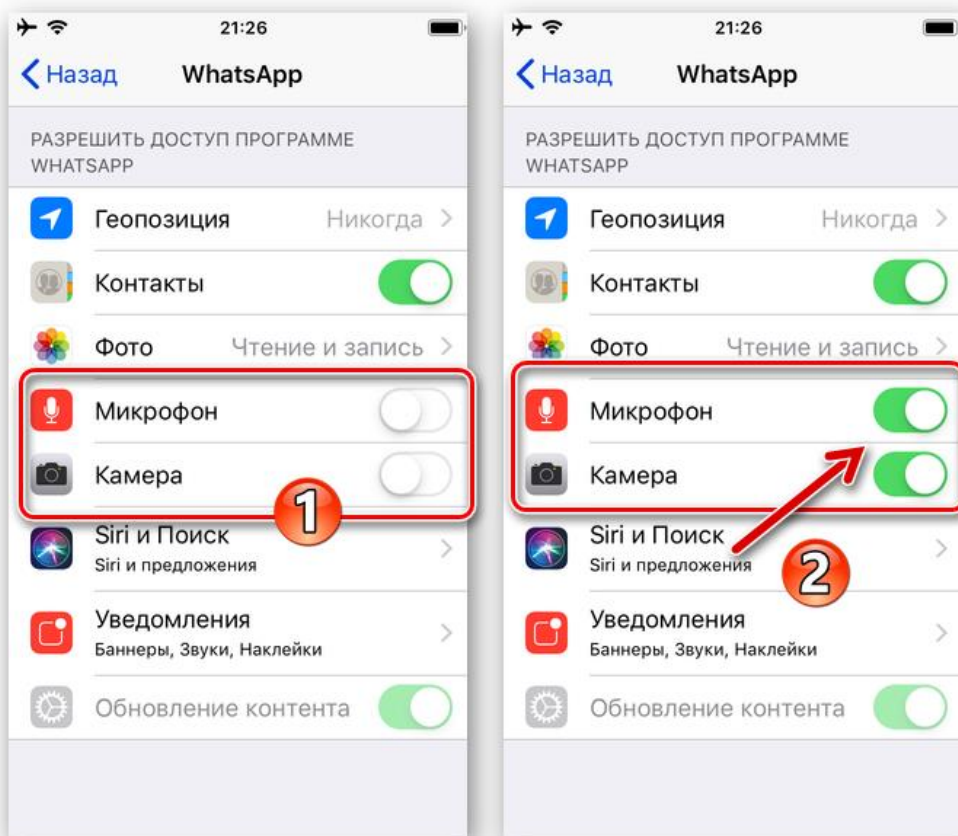 21:26
Назад WhatsApp
РАЗРЕШИТЬ ДОСТУП ПРОГРАММЕ
WHATSAPP
Геопозиция Никогда
Контакты
Фото Чтение и запись
Микрофон
Камера
1
Siri и Поиск
Siri и предложения
Уведомления
Баннеры, Звуки, Наклейки
Обновление контента
21:26
Назад WhatsApp
РАЗРЕШИТЬ ДОСТУП ПРОГРАММЕ
WHATSAPP
Геопозиция Никогда
Контакты
Фото Чтение и запись
Микрофон
Камера
Siri и Поиск
Siri и предложения
2
Уведомления
Баннеры, Звуки, Наклейки
Обновление контента